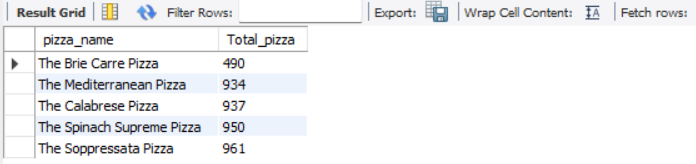 Result Grid Filter Rows: Export: Wrap Cell Content: IA Fetch rows:
pizza_name Total_pizza
The Brie Carre Pizza 490
The Mediterranean Pizza 934
The Calabrese Pizza 937
The Spinach Supreme Pizza 950
The Soppressata Pizza 961